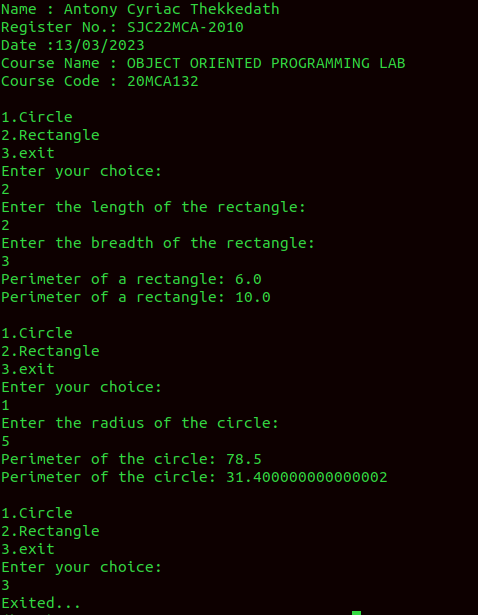 Name : Antony Cyriac Thekkedath
Register No.: SJC22MCA-2010
Date :13/03/2023
Course Name : OBJECT ORIENTED PROGRAMMING LAB
Course Code : 20MCA132

1.Circle
2.Rectangle
3.exit
Enter your choice:
2
Enter the length of the rectangle:
2
Enter the breadth of the rectangle:
3
Perimeter of a rectangle: 6.0
Perimeter of a rectangle: 10.0

1.Circle
2.Rectangle
3.exit
Enter your choice:
1
Enter the radius of the circle:
5
Perimeter of the circle: 78.5
Perimeter of the circle: 31.400000000000002

1.Circle
2.Rectangle
3.exit
Enter your choice:
3
Exited...